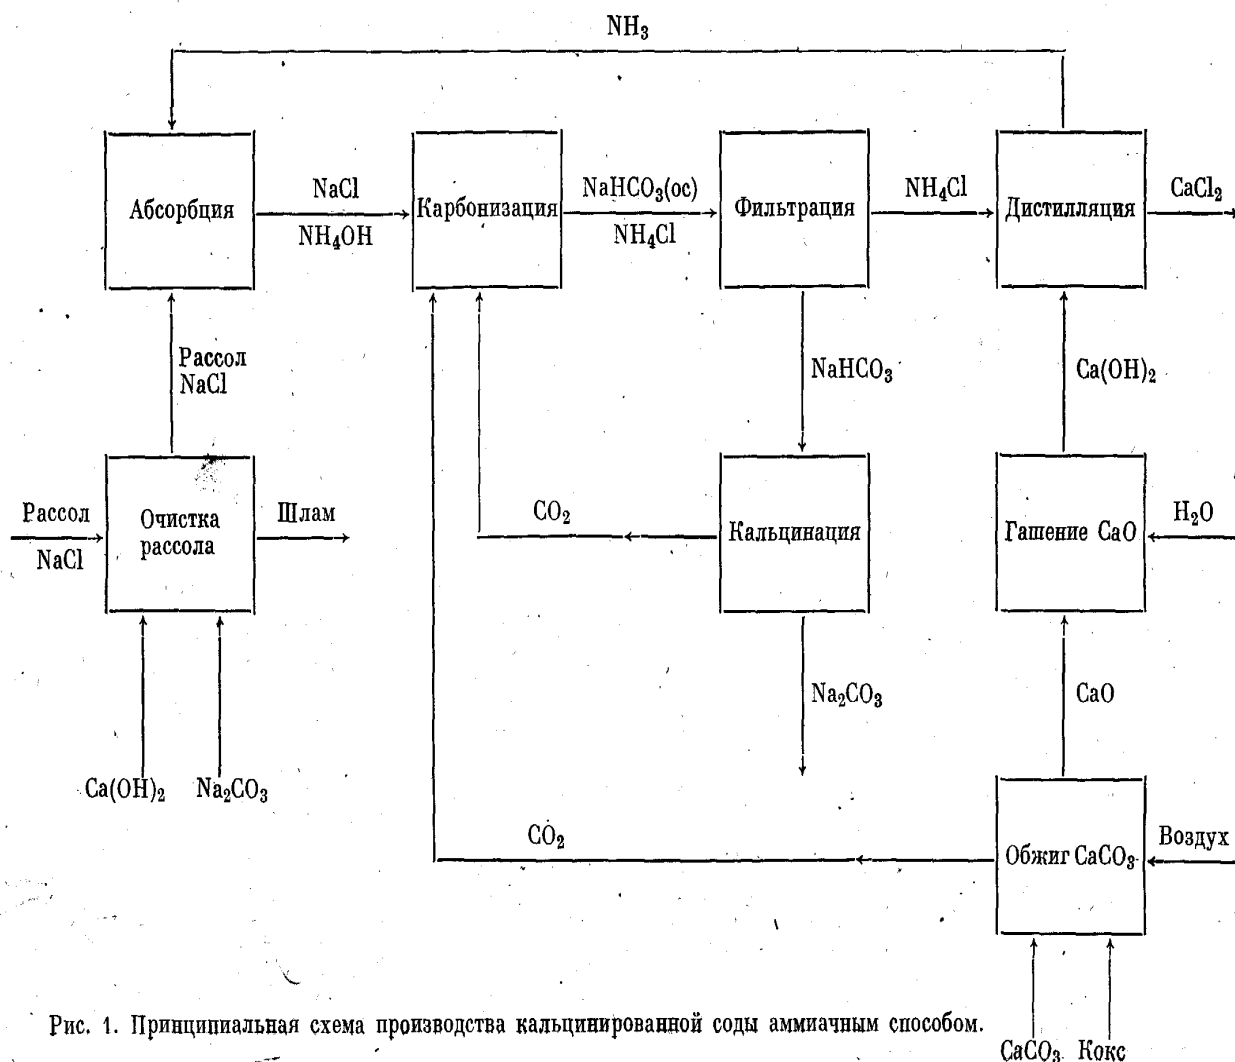 NH₃
Абсорбция
NaCl
NH₄OH
Карбонизация
NaHCO₃(ос)
NH₄Cl
Фильтрация
NH₄Cl
Дистилляция
CaCl₂
Рассол
NaCl
NaHCO₃
Ca(OH)₂
Рассол
NaCl
Очистка
рассола
Шлам
CO₂
Кальцинация
Гашение CaO
H₂O
Ca(OH)₂
Na₂CO₃
Na₂CO₃
CaO
CO₂
Обжиг CaCO₃
Воздух
Рис. 1. Принципиальная схема производства кальцинированной соды аммиачным способом.
CaCO₃
Кокс